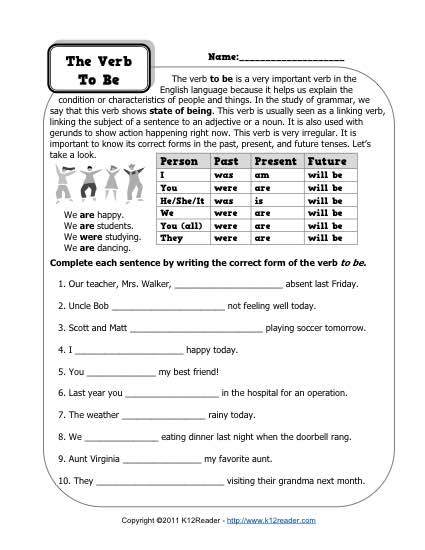 The Verb
To Be
Name:____________________
The verb to be is a very important verb in the
English language because it helps us explain the
condition or characteristics of people and things. In the study of grammar, we
say that this verb shows state of being. This verb is usually seen as a linking verb,
linking the subject of a sentence to an adjective or a noun. It is also used with
gerunds to show action happening right now. This verb is very irregular. It is
important to know its correct forms in the past, present, and future tenses. Let's
take a look.
Person Past Present Future
I was am will be
You were are will be
He/She/It was is will be
We were are will be
You (all) were are will be
They were are will be
We are happy.
We are students.
We were studying.
We are dancing.
Complete each sentence by writing the correct form of the verb to be.
1. Our teacher, Mrs. Walker, ______________________ absent last Friday.
2. Uncle Bob ______________________ not feeling well today.
3. Scott and Matt __________________________ playing soccer tomorrow.
4. I _____________________ happy today.
5. You _____________ my best friend!
6. Last year you __________________ in the hospital for an operation.
7. The weather ________________ rainy today.
8. We ______________ eating dinner last night when the doorbell rang.
9. Aunt Virginia ____________________ my favorite aunt.
10. They ________________________ visiting their grandma next month.
Copyright ©2011 K12Reader - http://www.k12reader.com